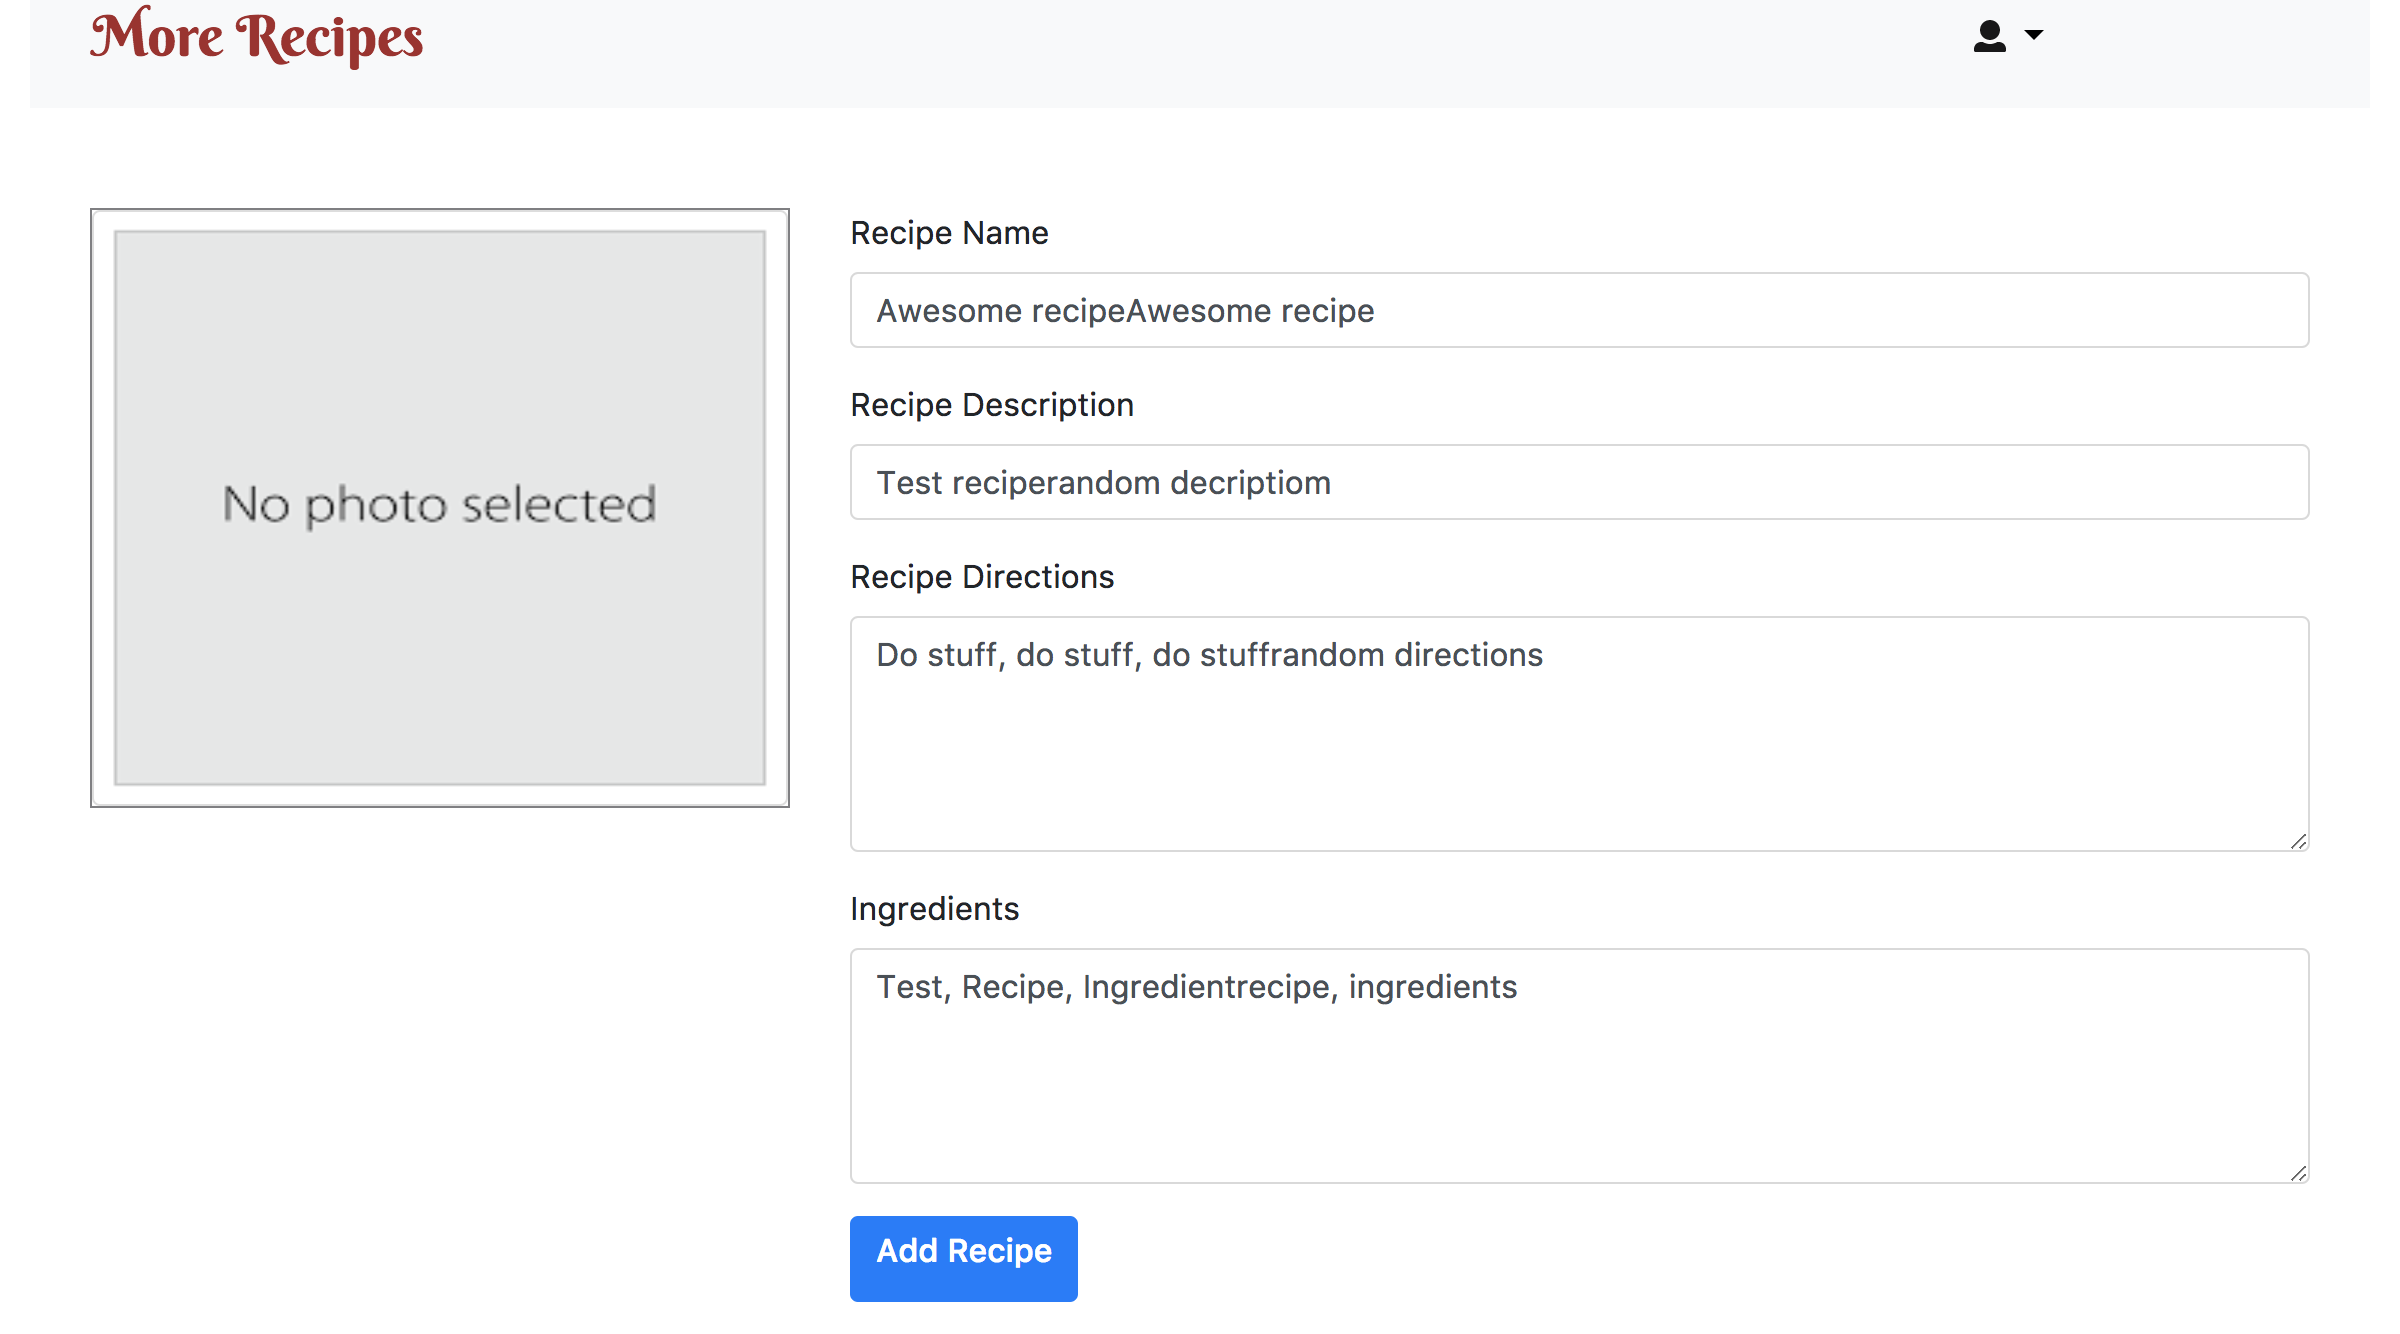 More Recipes
No photo selected
Recipe Name
Awesome recipeAwesome recipe
Recipe Description
Test reciperandom decriptiom
Recipe Directions
Do stuff, do stuff, do stuffrandom directions
Ingredients
Test, Recipe, Ingredientrecipe, ingredients
Add Recipe